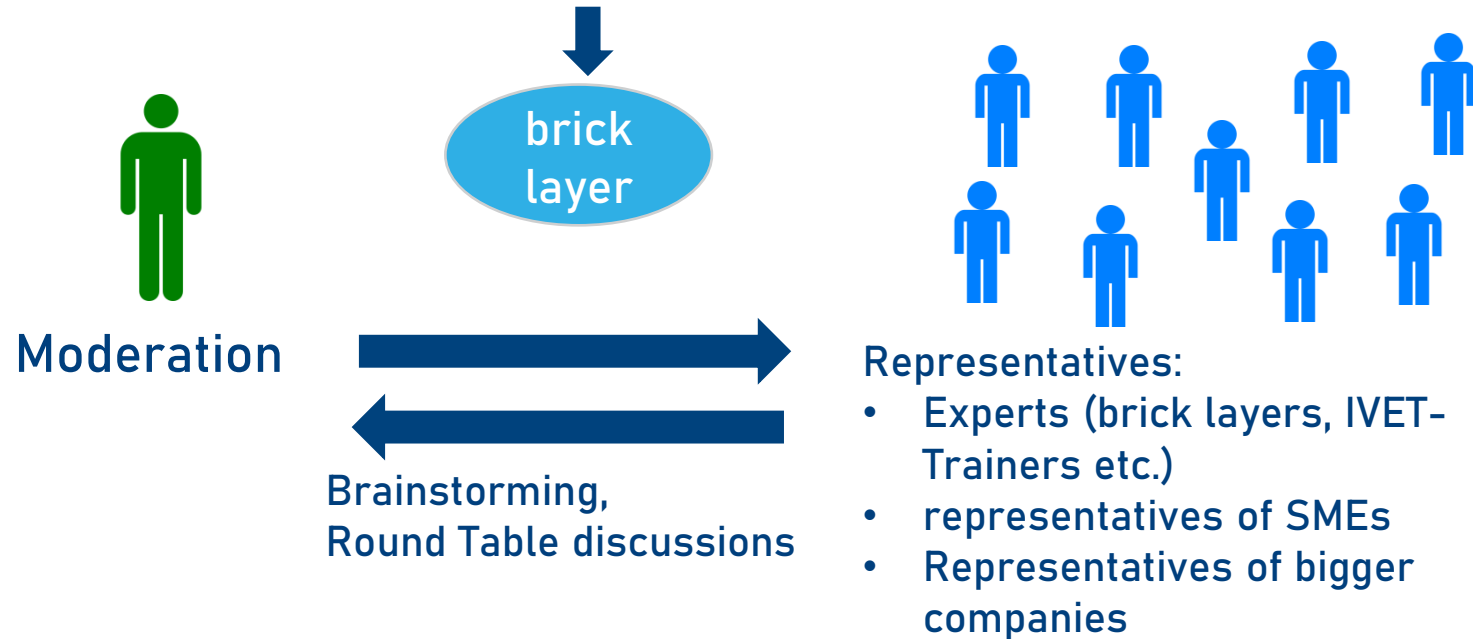 brick
layer
Moderation
Brainstorming,
Round Table discussions
Representatives:
• Experts (brick layers, IVET-
Trainers etc.)
• representatives of SMEs
• Representatives of bigger
companies